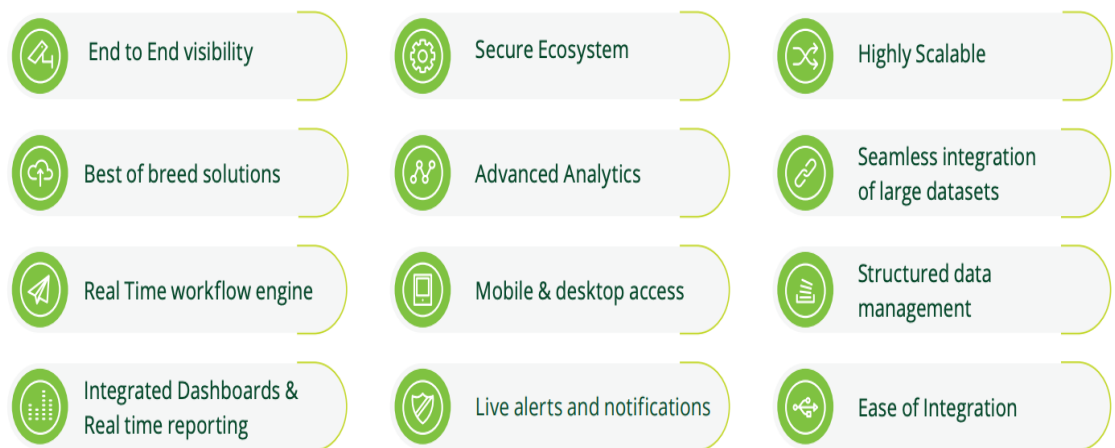 End to End visibility
Secure Ecosystem
Highly Scalable
Best of breed solutions
Advanced Analytics
Seamless integration
of large datasets
Real Time workflow engine
Mobile & desktop access
Structured data
management
Integrated Dashboards &
Real time reporting
Live alerts and notifications
Ease of Integration